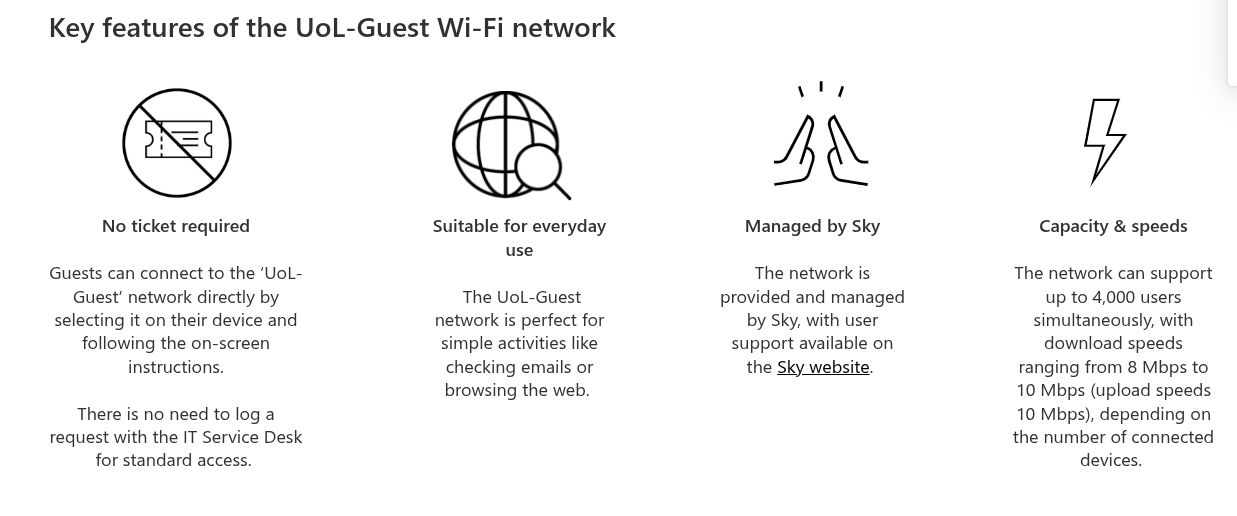 Key features of the UoL-Guest Wi-Fi network
No ticket required
Guests can connect to the ‘UoL-
Guest’ network directly by
selecting it on their device and
following the on-screen
instructions.
There is no need to log a
request with the IT Service Desk
for standard access.
Suitable for everyday
use
The UoL-Guest
network is perfect for
simple activities like
checking emails or
browsing the web.
Managed by Sky
The network is
provided and managed
by Sky, with user
support available on
the Sky website.
Capacity & speeds
The network can support
up to 4,000 users
simultaneously, with
download speeds
ranging from 8 Mbps to
10 Mbps (upload speeds
10 Mbps), depending on
the number of connected
devices.